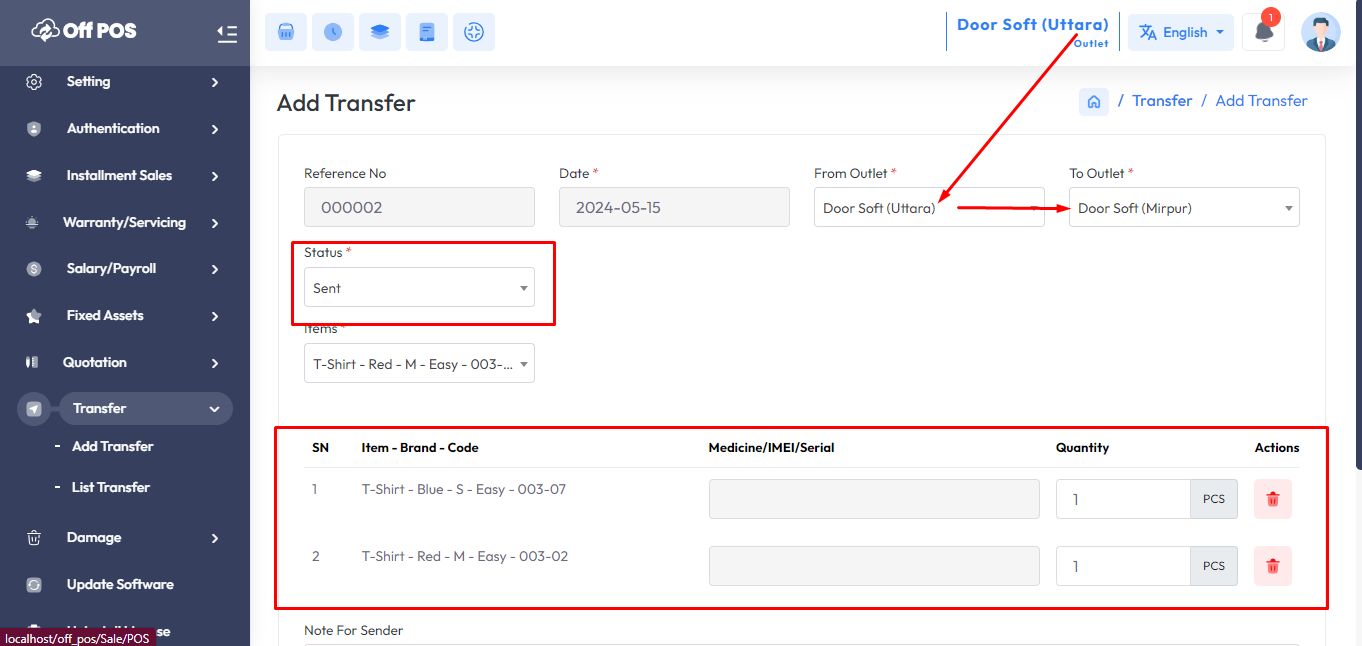 Off POS
Door Soft (Uttara)
Outlet
English
1
Setting
Authentication
Installment Sales
Warranty/Servicing
Salary/Payroll
Fixed Assets
Quotation
Transfer
- Add Transfer
- List Transfer
Damage
Update Software
se
localhost/off_pos/Sale/POS
Add Transfer
/ Transfer / Add Transfer
Reference No
Date *
From Outlet *
To Outlet *
000002
2024-05-15
Door Soft (Uttara)
Door Soft (Mirpur)
Status *
Sent
Items *
T-Shirt - Red - M - Easy - 003-...
SN Item - Brand - Code Medicine/IMEI/Serial Quantity Actions
1 T-Shirt - Blue - S - Easy - 003-07 1 PCS
2 T-Shirt - Red - M - Easy - 003-02 1 PCS
Note For Sender